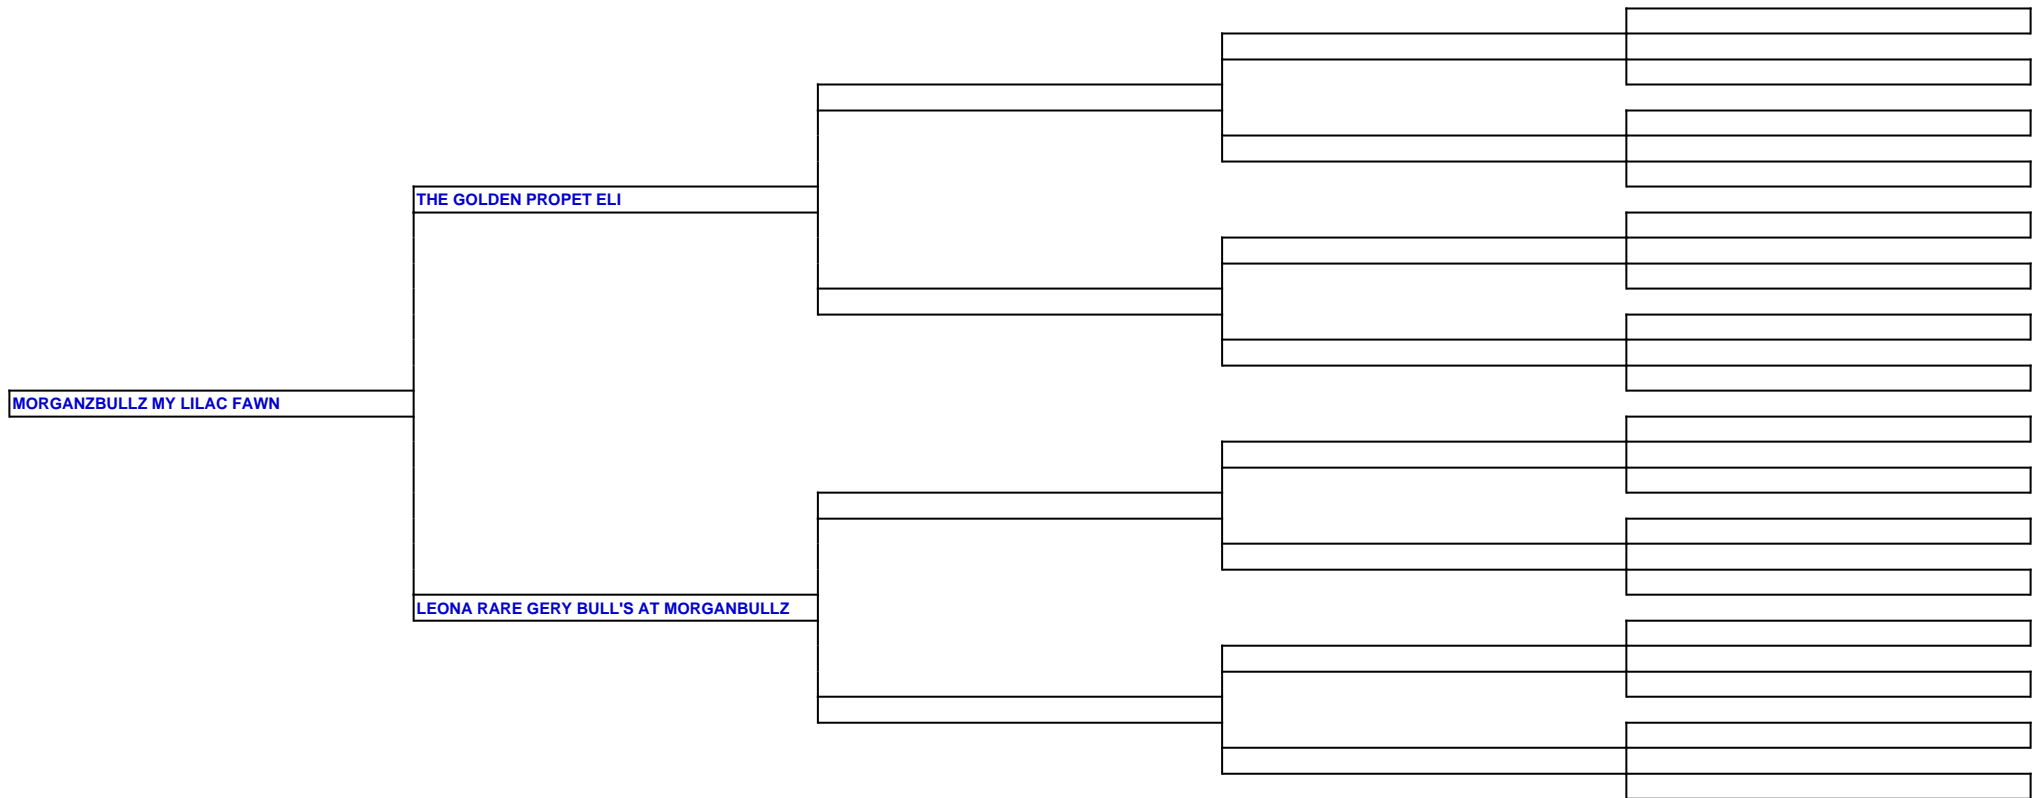 THE GOLDEN PROPET ELI
MORGANZBULLZ MY LILAC FAWN
LEONA RARE GERY BULL'S AT MORGANBULLZ